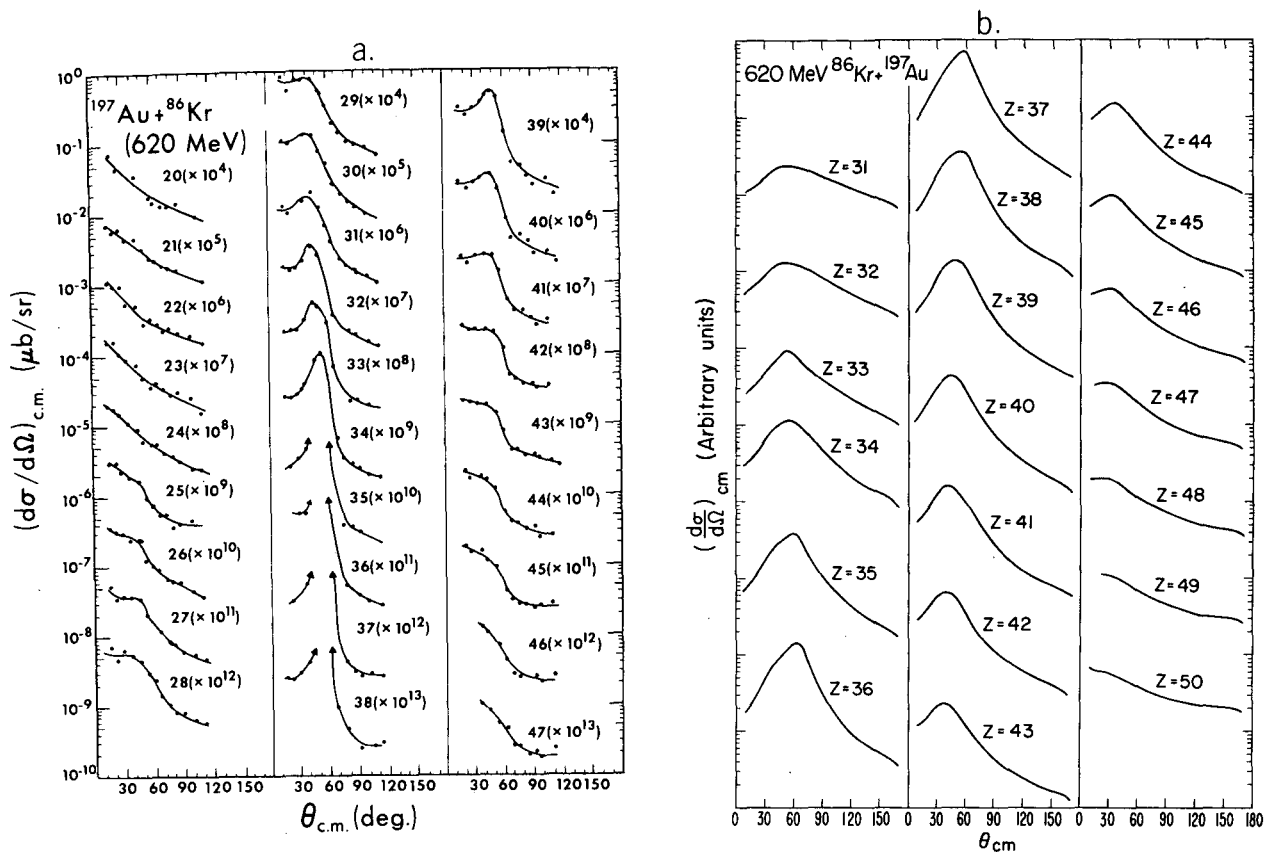 a.
197Au+86Kr
(620 MeV)
20(×10^4)
21(×10^5)
22(×10^6)
23(×10^7)
24(×10^8)
25(×10^9)
26(×10^10)
27(×10^11)
28(×10^12)
29(×10^4)
30(×10^5)
31(×10^6)
32(×10^7)
33(×10^8)
34(×10^9)
35(×10^10)
36(×10^11)
37(×10^12)
38(×10^13)
39(×10^4)
40(×10^6)
41(×10^7)
42(×10^8)
43(×10^9)
44(×10^10)
45(×10^11)
46(×10^12)
47(×10^13)
10^0
10^-1
10^-2
10^-3
10^-4
10^-5
10^-6
10^-7
10^-8
10^-9
10^-10
(dσ/dΩ)c.m. (μb/sr)
30 60 90 120 150 30 60 90 120 150 30 60 90 120 150
θc.m. (deg.)
b.
620 MeV 86Kr+ 197Au
Z=31
Z=32
Z=33
Z=34
Z=35
Z=36
Z=37
Z=38
Z=39
Z=40
Z=41
Z=42
Z=43
Z=44
Z=45
Z=46
Z=47
Z=48
Z=49
Z=50
(dσ/dΩ)cm (Arbitrary units)
0 30 60 90 120 150 0 30 60 90 120 150 0 30 60 90 120 150 180
θcm